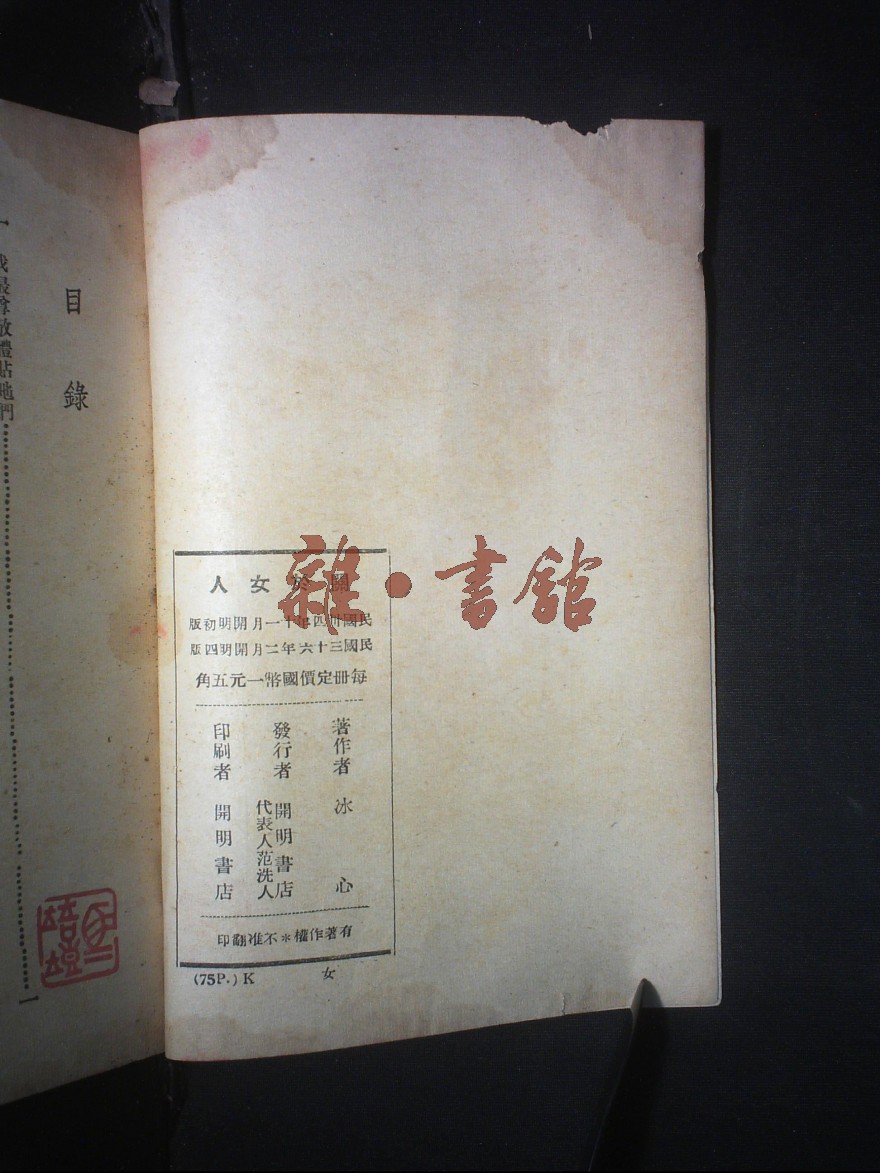 目錄
我最尊敬體貼她們
關於女人
民國卅四年十一月開明初版
民國三十六年二月開明四版
每册定價國幣一元五角
著作者 冰心
發行者 開明書店
代表人范洗人
印刷者 開明書店
有著作權＊不准翻印
(75P.) K 女
雜·書館